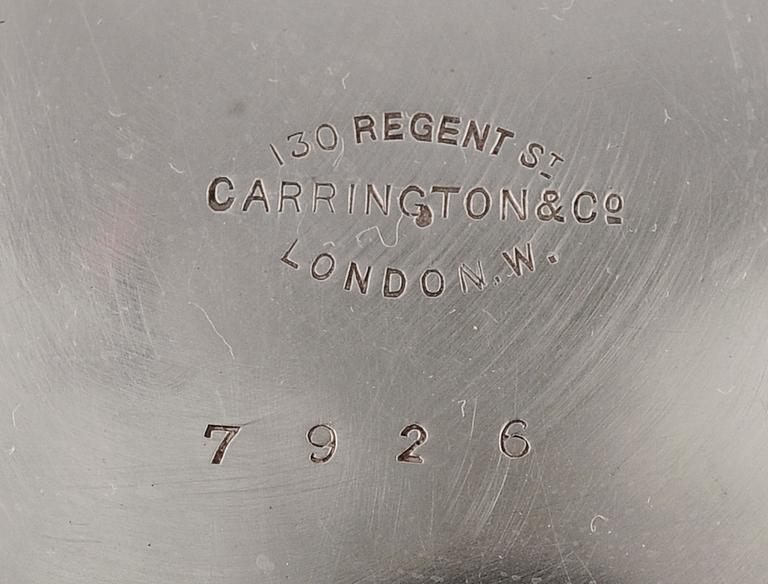 130 REGENT ST
CARRINGTON & Co
LONDON. W.
7 9 2 6